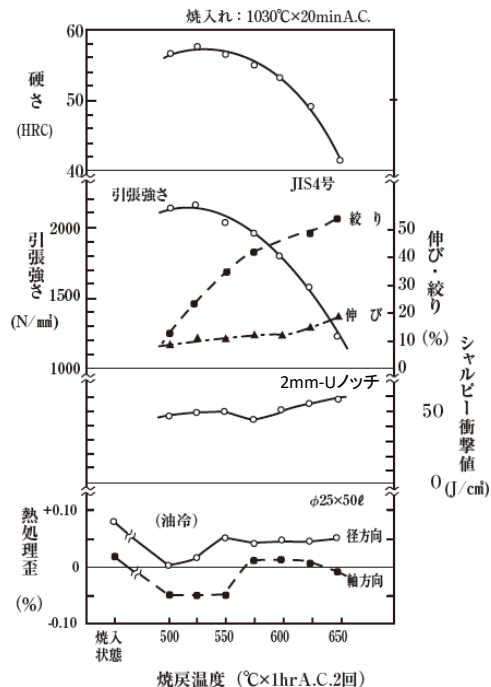 焼入れ：1030℃×20minA.C.
60
50
40
硬さ
(HRC)
JIS4号
引張強さ
絞り
伸び
2000
1500
1000
引張強さ
(N/m㎡)
50
40
30
20
10
0
伸び・絞り
(%)
2mm-Uノッチ
50
0
シャルピー衝撃値
(J/c㎡)
φ25×50ℓ
(油冷)
径方向
軸方向
+0.10
0
-0.10
熱処理歪
(%)
焼入状態
500
550
600
650
焼戻温度（℃×1hrA.C.2回）